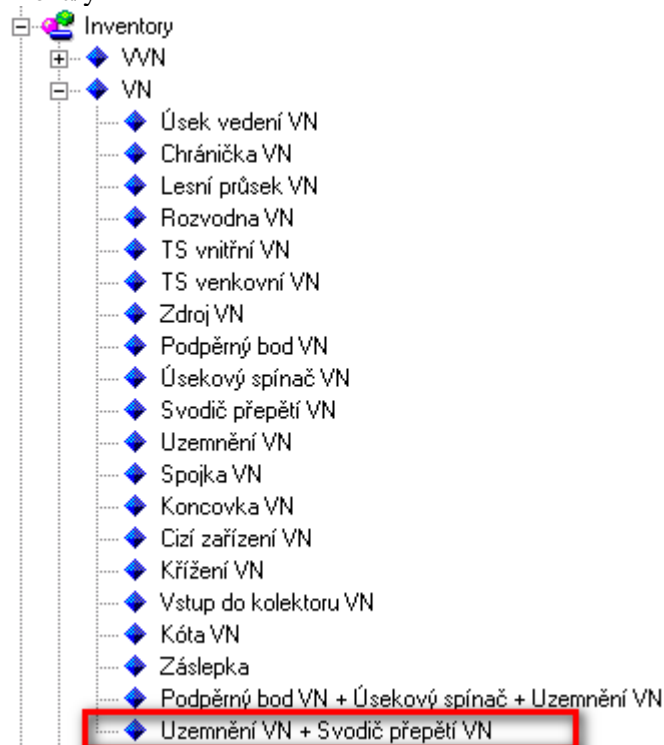 Inventory
VVN
VN
Úsek vedení VN
Chránička VN
Lesní průsek VN
Rozvodna VN
TS vnitřní VN
TS venkovní VN
Zdroj VN
Podpěrný bod VN
Úsekový spínač VN
Svodič přepětí VN
Uzemnění VN
Spojka VN
Koncovka VN
Cizí zařízení VN
Křížení VN
Vstup do kolektoru VN
Kóta VN
Záslepka
Podpěrný bod VN + Úsekový spínač + Uzemnění VN
Uzemnění VN + Svodič přepětí VN